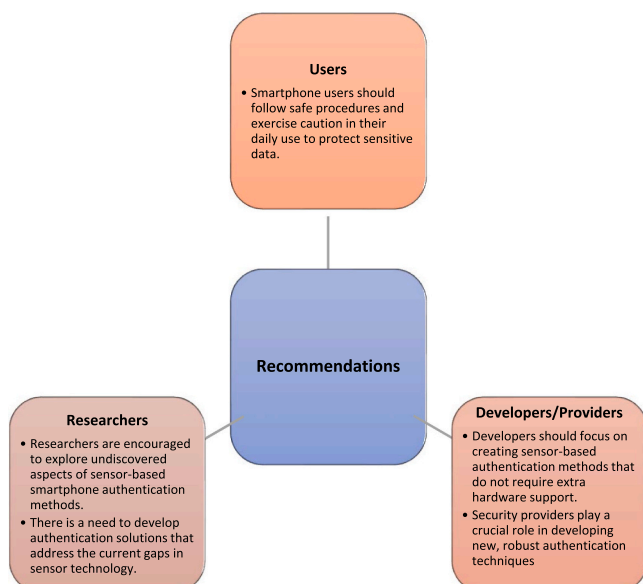 Users
• Smartphone users should
follow safe procedures and
exercise caution in their
daily use to protect sensitive
data.
Recommendations
Researchers
• Researchers are encouraged
to explore undiscovered
aspects of sensor-based
smartphone authentication
methods.
• There is a need to develop
authentication solutions that
address the current gaps in
sensor technology.
Developers/Providers
• Developers should focus on
creating sensor-based
authentication methods that
do not require extra
hardware support.
• Security providers play a
crucial role in developing
new, robust authentication
techniques